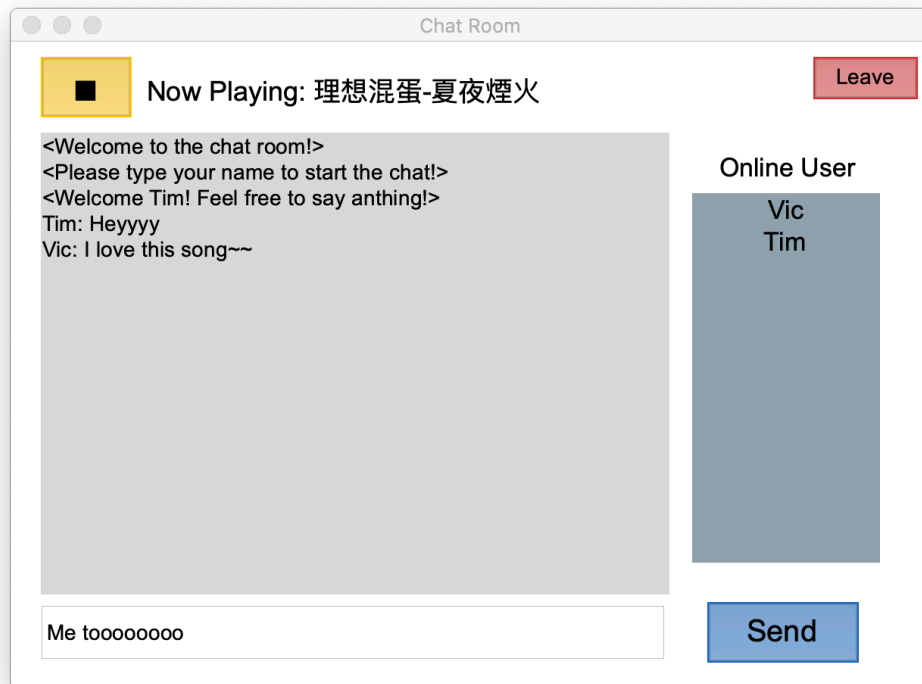 Chat Room
Now Playing: 理想混蛋-夏夜煙火
Leave
<Welcome to the chat room!>
<Please type your name to start the chat!>
<Welcome Tim! Feel free to say anthing!>
Tim: Heyyyy
Vic: I love this song~~
Online User
Vic
Tim
Me toooooooo
Send